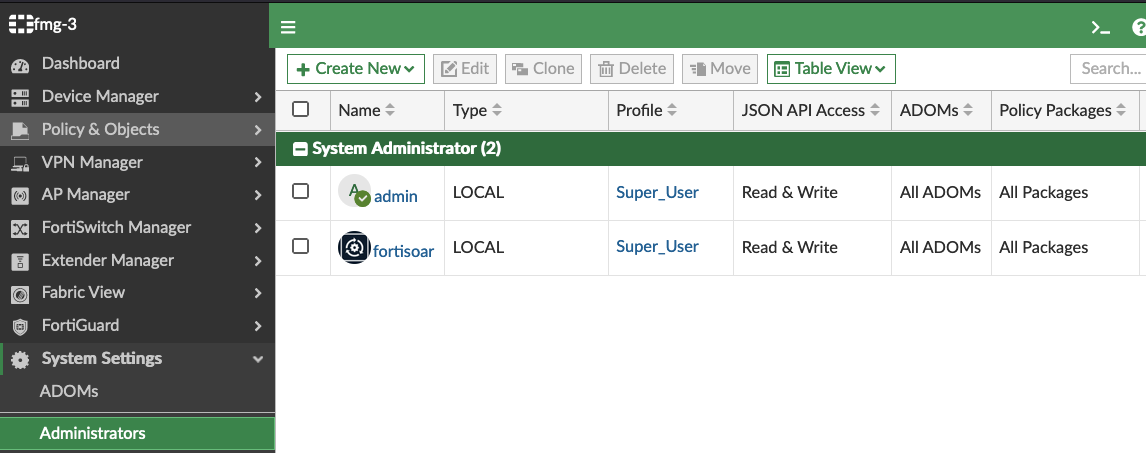 fmg-3
Dashboard
Device Manager
Policy & Objects
VPN Manager
AP Manager
FortiSwitch Manager
Extender Manager
Fabric View
FortiGuard
System Settings
ADOMs
Administrators
Create New Edit Clone Delete Move Table View Search...
Name Type Profile JSON API Access ADOMs Policy Packages
System Administrator (2)
A admin LOCAL Super_User Read & Write All ADOMs All Packages
fortisoar LOCAL Super_User Read & Write All ADOMs All Packages